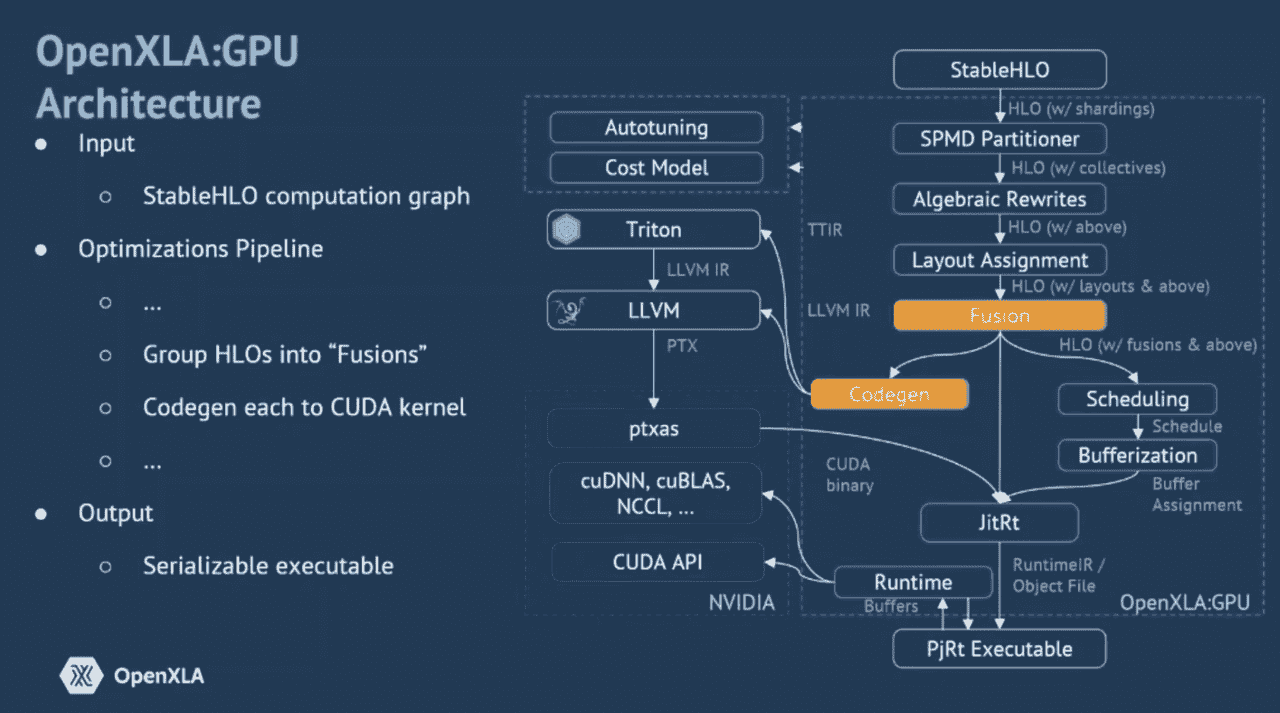 OpenXLA:GPU
Architecture
● Input
○ StableHLO computation graph
● Optimizations Pipeline
○ ...
○ Group HLOs into “Fusions”
○ Codegen each to CUDA kernel
○ ...
● Output
○ Serializable executable
OpenXLA
Autotuning
Cost Model
Triton
LLVM IR
LLVM
PTX
ptxas
cuDNN, cuBLAS,
NCCL, ...
CUDA API
NVIDIA
StableHLO
HLO (w/ shardings)
SPMD Partitioner
HLO (w/ collectives)
Algebraic Rewrites
TTIR
HLO (w/ above)
Layout Assignment
HLO (w/ layouts & above)
LLVM IR
Fusion
HLO (w/ fusions & above)
Codegen
Scheduling
Schedule
Bufferization
CUDA
binary
Buffer
Assignment
JitRt
RuntimeIR /
Object File
Runtime
Buffers
OpenXLA:GPU
PjRt Executable